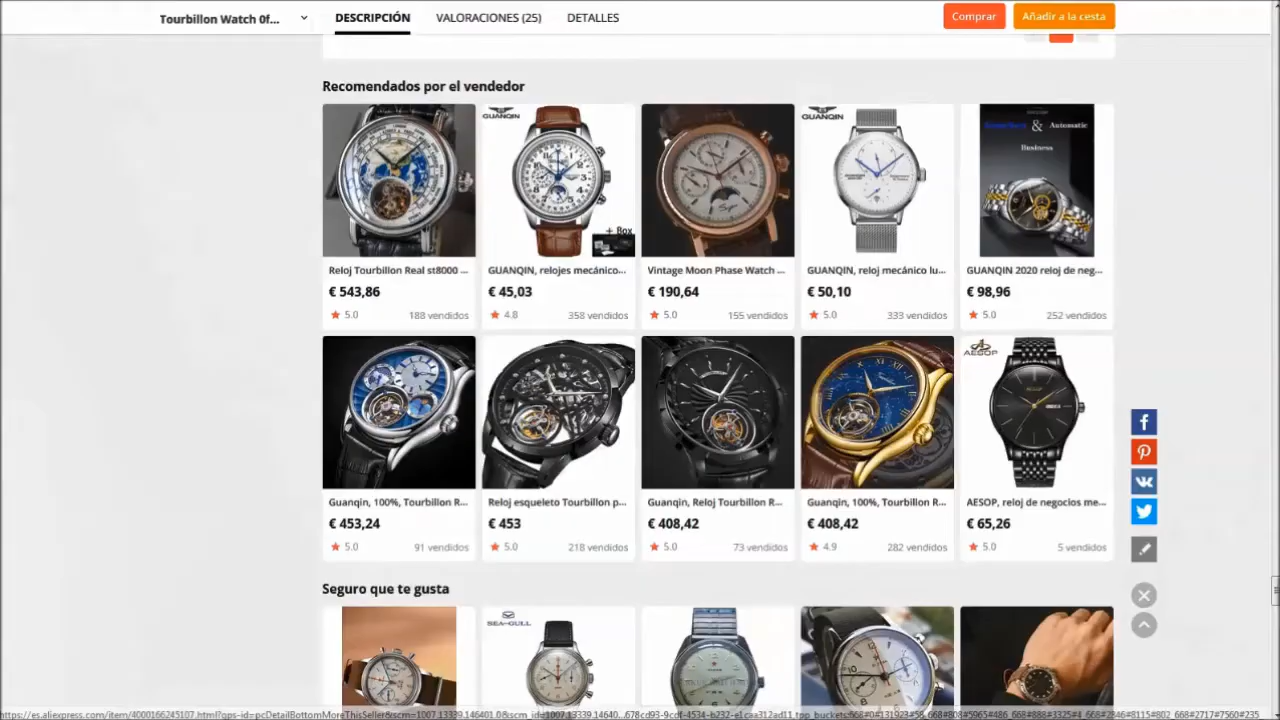 Tourbillon Watch 0f...
DESCRIPCIÓN
VALORACIONES (25)
DETALLES
Comprar
Añadir a la cesta
Recomendados por el vendedor
GUANQIN
+ Box
GUANQIN
& Automatic
Business
Reloj Tourbillon Real st8000 ...
GUANQIN, relojes mecánico...
Vintage Moon Phase Watch ...
GUANQIN, reloj mecánico lu...
GUANQIN 2020 reloj de neg...
€ 543,86
€ 45,03
€ 190,64
€ 50,10
€ 98,96
5.0
188 vendidos
4.8
358 vendidos
5.0
155 vendidos
5.0
333 vendidos
5.0
252 vendidos
AESOP
Guanqin, 100%, Tourbillon R...
Reloj esqueleto Tourbillon p...
Guanqin, Reloj Tourbillon R...
Guanqin, 100%, Tourbillon R...
AESOP, reloj de negocios me...
€ 453,24
€ 453
€ 408,42
€ 408,42
€ 65,26
5.0
91 vendidos
5.0
218 vendidos
5.0
73 vendidos
4.9
282 vendidos
5.0
5 vendidos
Seguro que te gusta
SEA-GULL